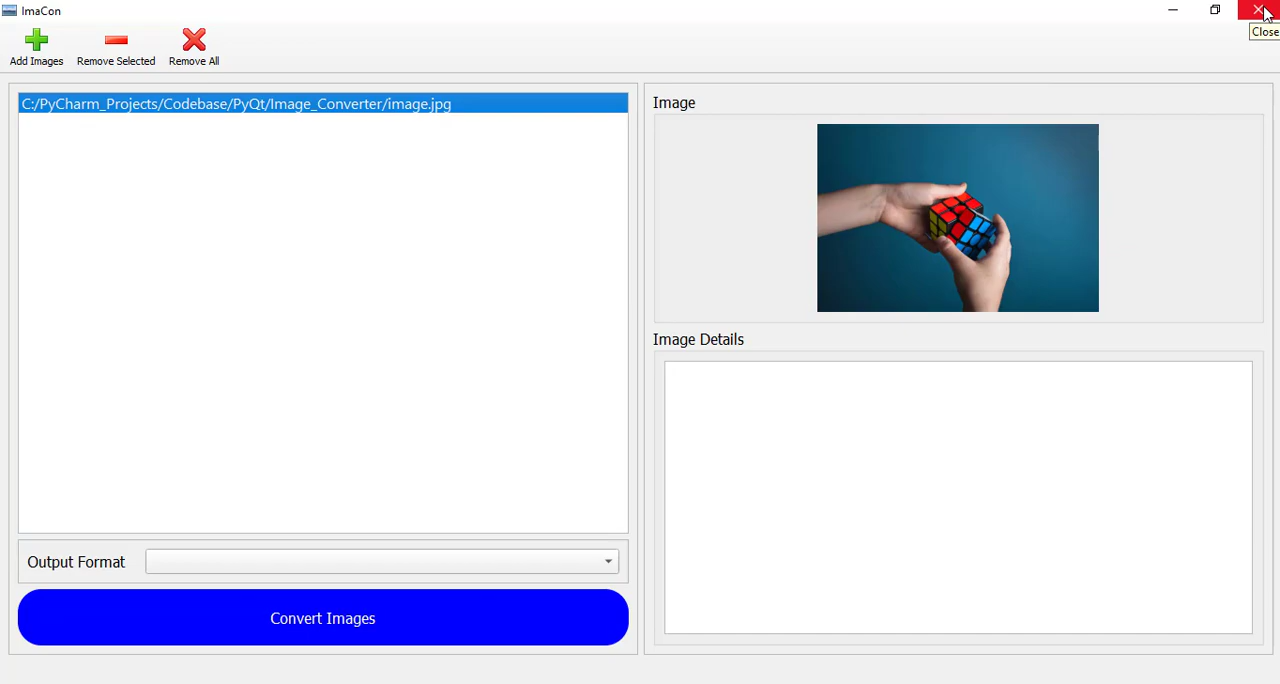 ImaCon
Close
Add Images
Remove Selected
Remove All
C:/PyCharm_Projects/Codebase/PyQt/Image_Converter/image.jpg
Output Format
Convert Images
Image
Image Details